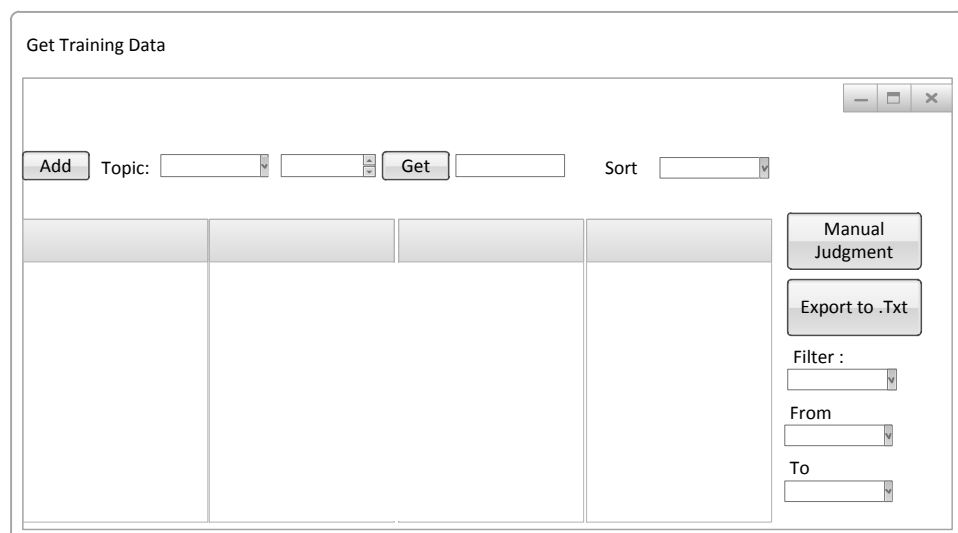 Get Training Data
Add Topic: Get Sort
Manual
Judgment
Export to .Txt
Filter :
From
To